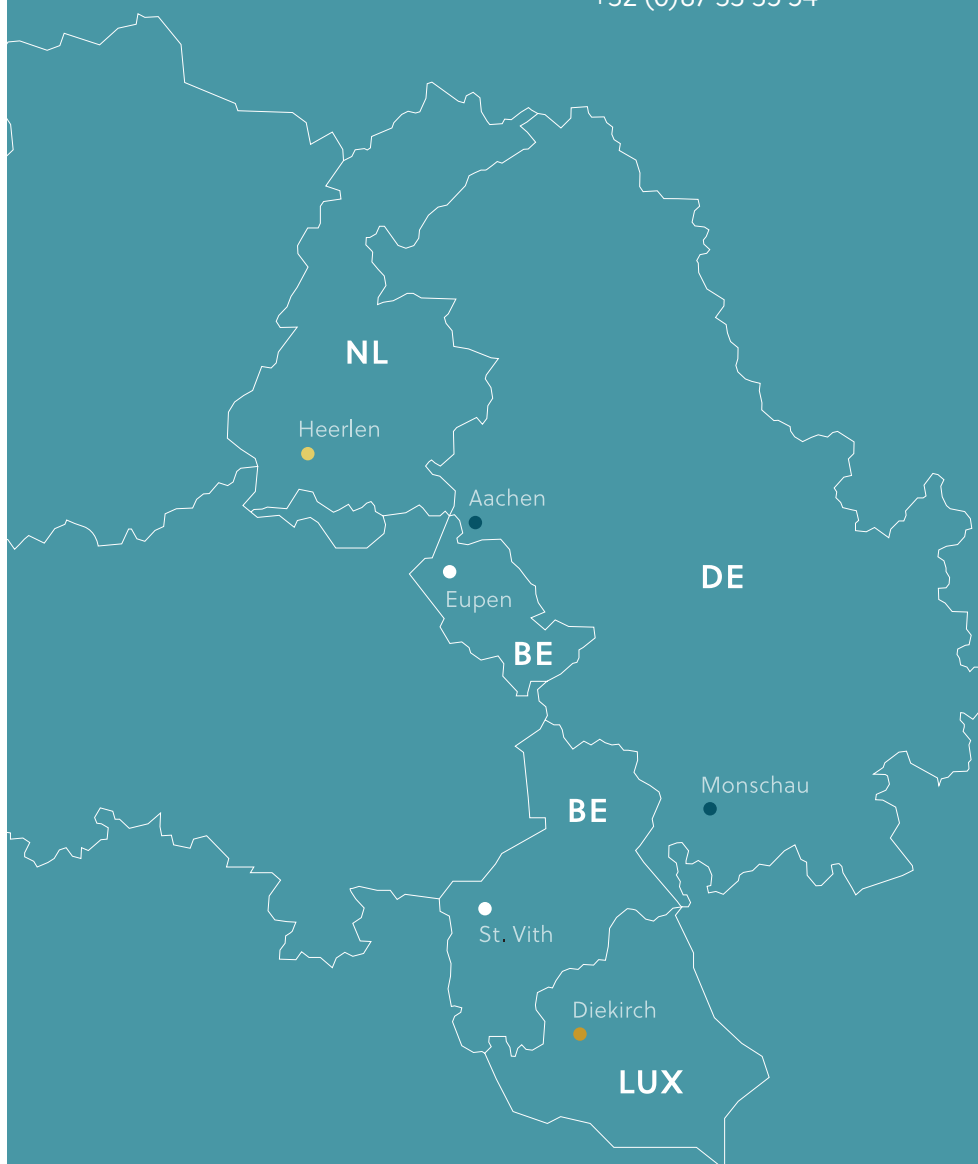 NL
Heerlen
Aachen
DE
Eupen
BE
Monschau
BE
St. Vith
Diekirch
LUX